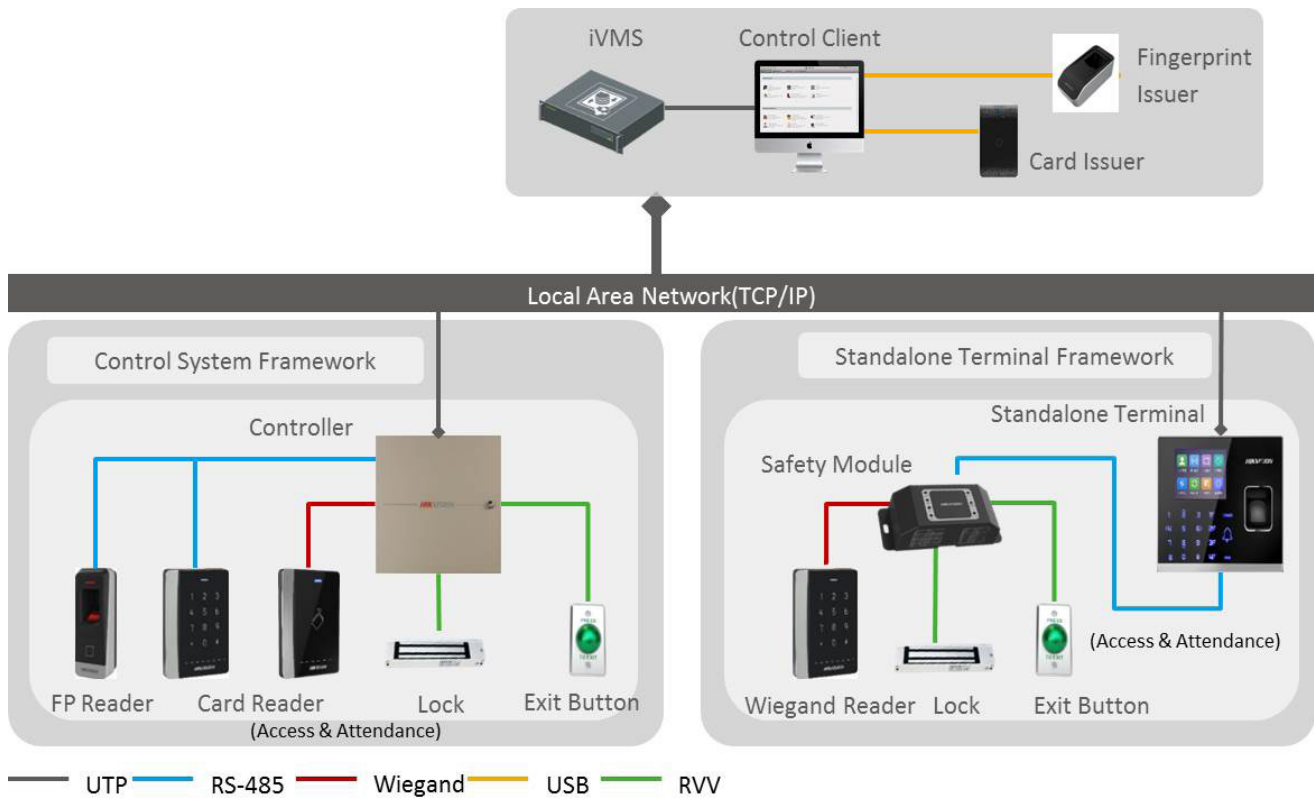 iVMS
Control Client
Fingerprint
Issuer
Card Issuer
Local Area Network(TCP/IP)
Control System Framework
Controller
HIKVISION
FP Reader
Card Reader
(Access & Attendance)
Lock
Exit Button
Standalone Terminal Framework
Standalone Terminal
Safety Module
HIKVISION
Wiegand Reader
Lock
Exit Button
(Access & Attendance)
UTP
RS-485
Wiegand
USB
RVV